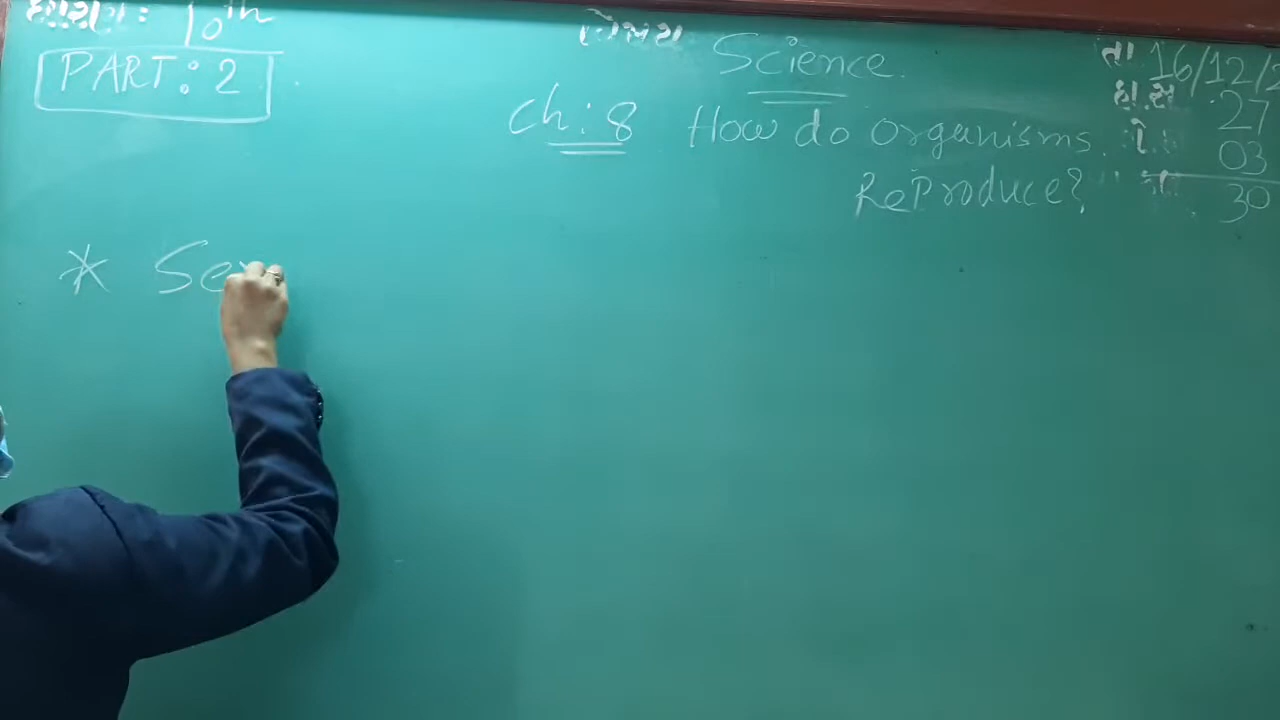 ધોરણ: 10th
PART: 2
વિષય Science.
Ch: 8 How do organisms
ReProduce?
તા 16/12/2
હા.સ 27
03
30
* Se